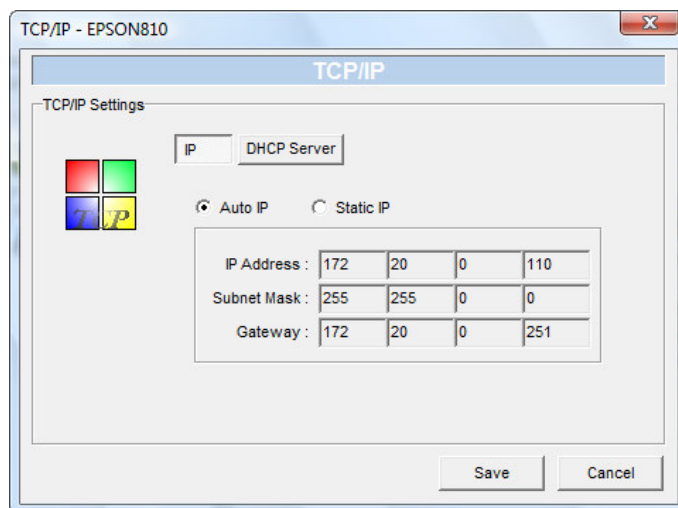 TCP/IP - EPSON810
TCP/IP
TCP/IP Settings
IP DHCP Server
TCP
Auto IP Static IP
IP Address : 172 20 0 110
Subnet Mask : 255 255 0 0
Gateway : 172 20 0 251
Save Cancel